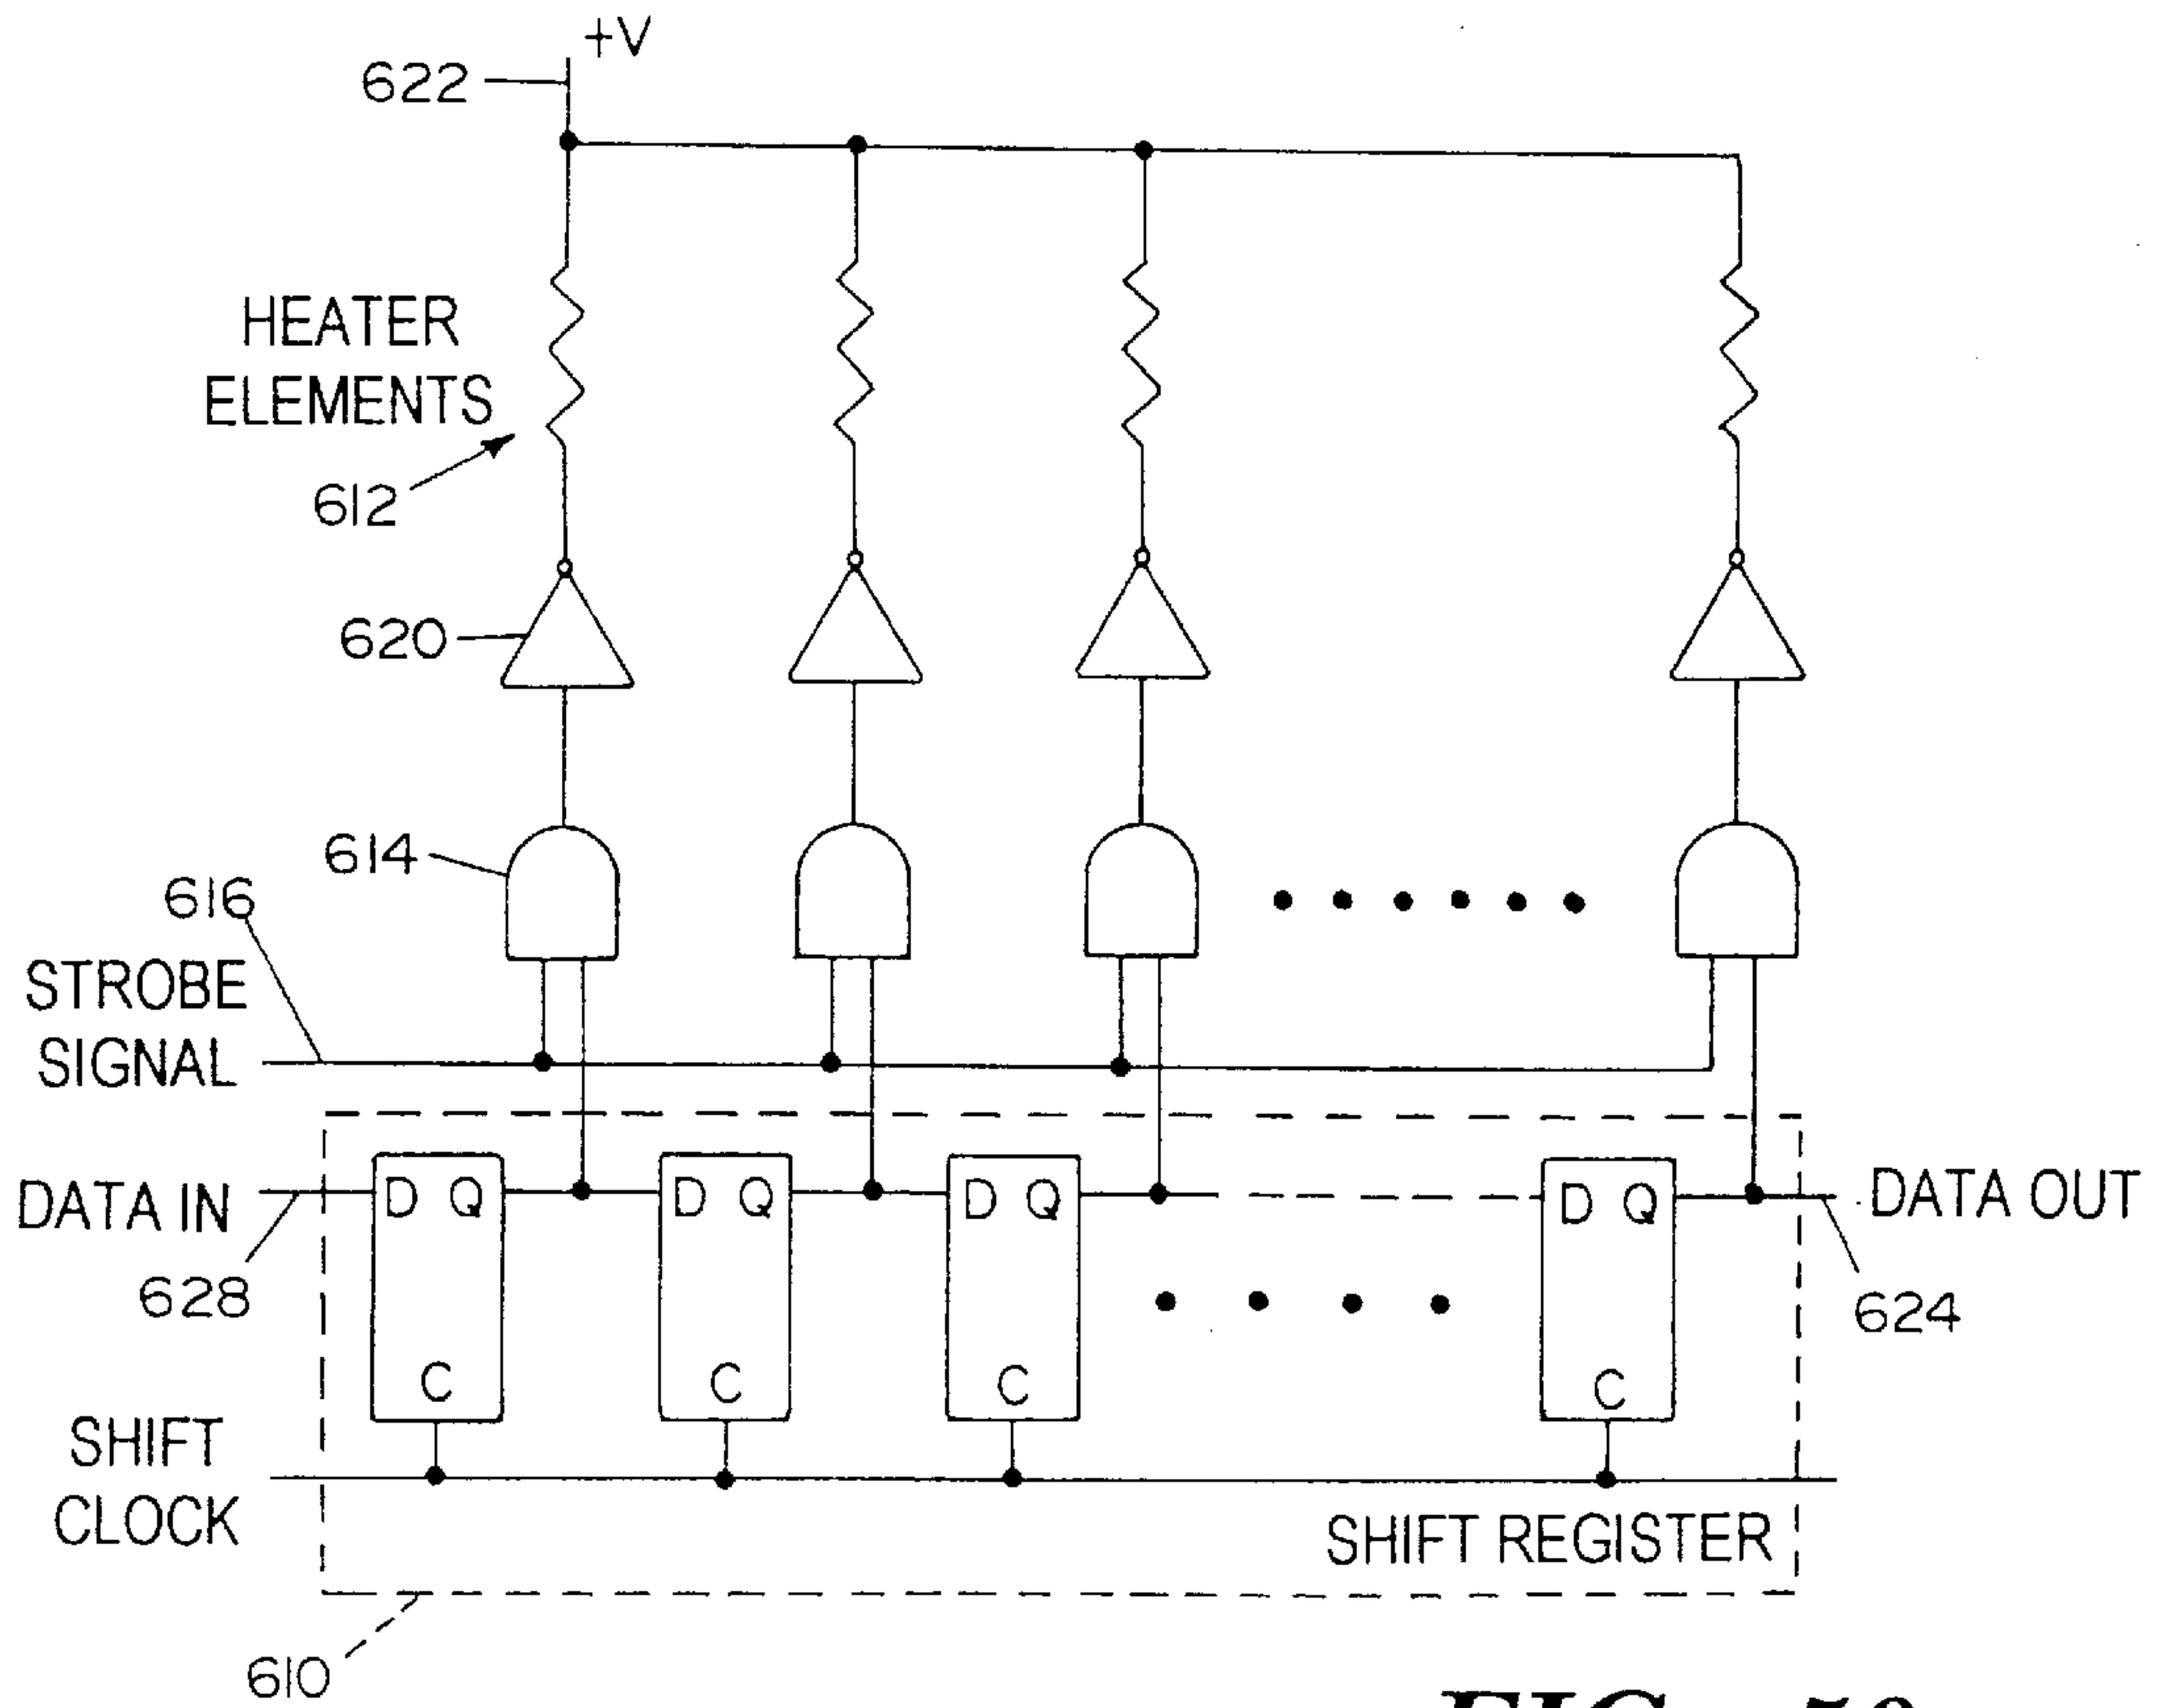 +V
622
HEATER
ELEMENTS
612
620
614
616
STROBE
SIGNAL
DATA IN
D Q
D Q
D Q
D Q
DATA OUT
628
624
C
C
C
C
SHIFT
CLOCK
SHIFT REGISTER
610